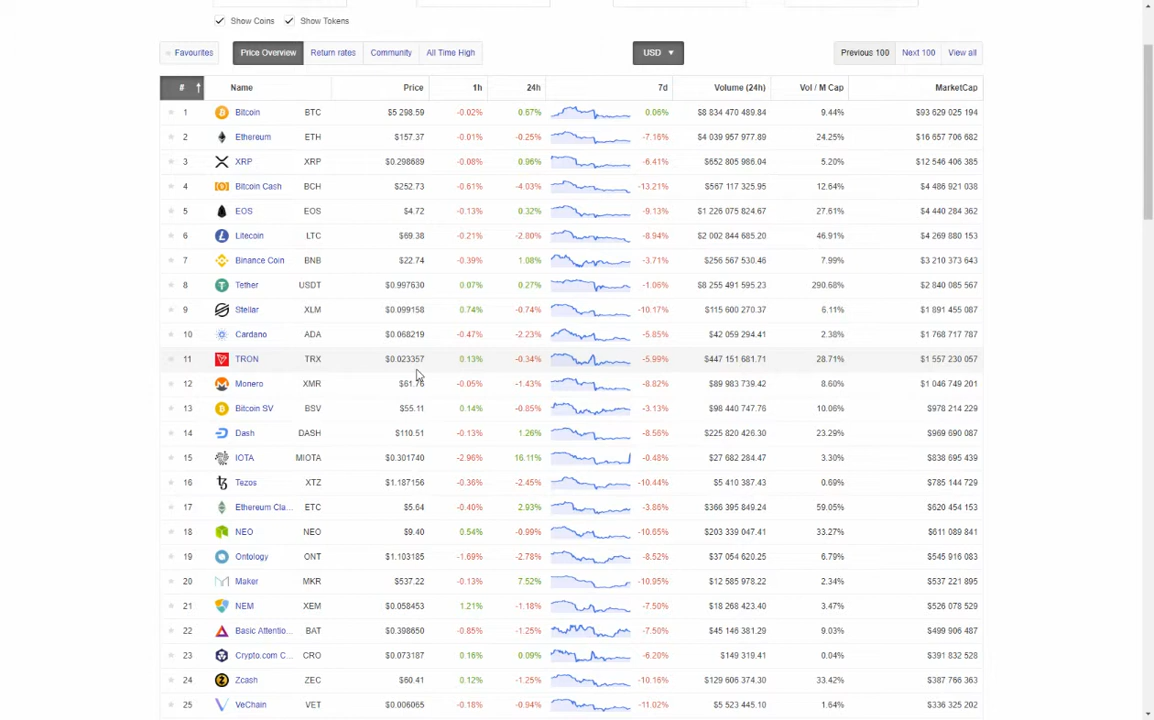 Show Coins Show Tokens
Favourites Price Overview Return rates Community All Time High USD Previous 100 Next 100 View all
# Name Price 1h 24h 7d Volume (24h) Vol / M Cap MarketCap
1 Bitcoin BTC $5 298.59 -0.02% 0.67% 0.06% $8 834 470 489.84 9.44% $93 629 025 194
2 Ethereum ETH $157.37 -0.01% -0.25% -7.16% $4 039 957 977.89 24.25% $16 657 706 682
3 XRP XRP $0.298689 -0.08% 0.96% -6.41% $652 805 986.04 5.20% $12 546 406 385
4 Bitcoin Cash BCH $252.73 -0.61% -4.03% -13.21% $567 117 325.95 12.64% $4 486 921 038
5 EOS EOS $4.72 -0.13% 0.32% -9.13% $1 226 075 824.67 27.61% $4 440 284 362
6 Litecoin LTC $69.38 -0.21% -2.80% -8.94% $2 002 844 685.20 46.91% $4 269 880 153
7 Binance Coin BNB $22.74 -0.39% 1.08% -3.71% $256 567 530.46 7.99% $3 210 373 643
8 Tether USDT $0.997630 0.07% 0.27% -1.06% $8 255 491 595.23 290.68% $2 840 085 567
9 Stellar XLM $0.099158 0.74% -0.74% -10.17% $115 600 270.37 6.11% $1 891 455 087
10 Cardano ADA $0.068219 -0.47% -2.23% -5.85% $42 059 294.41 2.38% $1 768 717 787
11 TRON TRX $0.023357 0.13% -0.34% -5.99% $447 151 681.71 28.71% $1 557 230 057
12 Monero XMR $61.76 -0.05% -1.43% -8.82% $89 983 739.42 8.60% $1 046 749 201
13 Bitcoin SV BSV $55.11 0.14% -0.85% -3.13% $98 440 747.76 10.06% $978 214 229
14 Dash DASH $110.51 -0.13% 1.26% -8.56% $225 820 426.30 23.29% $969 690 087
15 IOTA MIOTA $0.301740 -2.96% 16.11% -0.48% $27 682 284.47 3.30% $838 695 439
16 Tezos XTZ $1.187156 -0.36% -2.45% -10.44% $5 410 387.43 0.69% $785 144 729
17 Ethereum Cla... ETC $5.64 -0.40% 2.93% -3.86% $366 395 849.24 59.05% $620 454 153
18 NEO NEO $9.40 0.54% -0.99% -10.65% $203 339 047.41 33.27% $611 089 841
19 Ontology ONT $1.103185 -1.69% -2.78% -8.52% $37 054 620.25 6.79% $545 916 083
20 Maker MKR $537.22 -0.13% 7.52% -10.95% $12 585 978.22 2.34% $537 221 895
21 NEM XEM $0.058453 1.21% -1.18% -7.50% $18 268 423.40 3.47% $526 078 529
22 Basic Attentio... BAT $0.398650 -0.85% -1.25% -7.50% $45 146 381.29 9.03% $499 906 487
23 Crypto.com C... CRO $0.073187 0.16% 0.09% -6.20% $149 319.41 0.04% $391 832 528
24 Zcash ZEC $60.41 0.12% -1.25% -10.16% $129 606 374.30 33.42% $387 766 363
25 VeChain VET $0.006065 -0.18% -0.94% -11.02% $5 523 445.10 1.64% $336 325 202